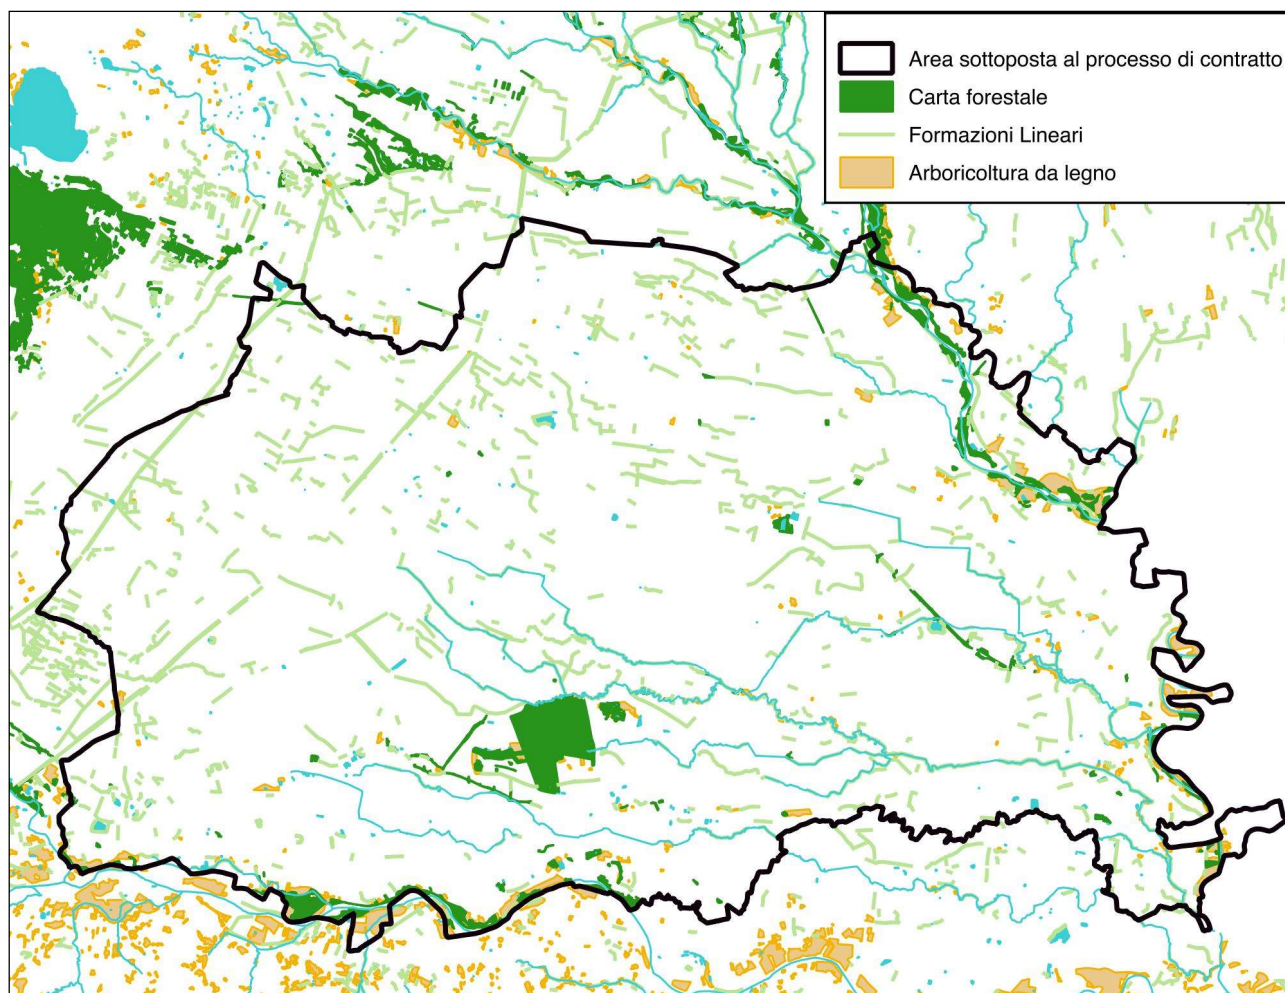 Area sottoposta al processo di contratto
Carta forestale
Formazioni Lineari
Arboricoltura da legno